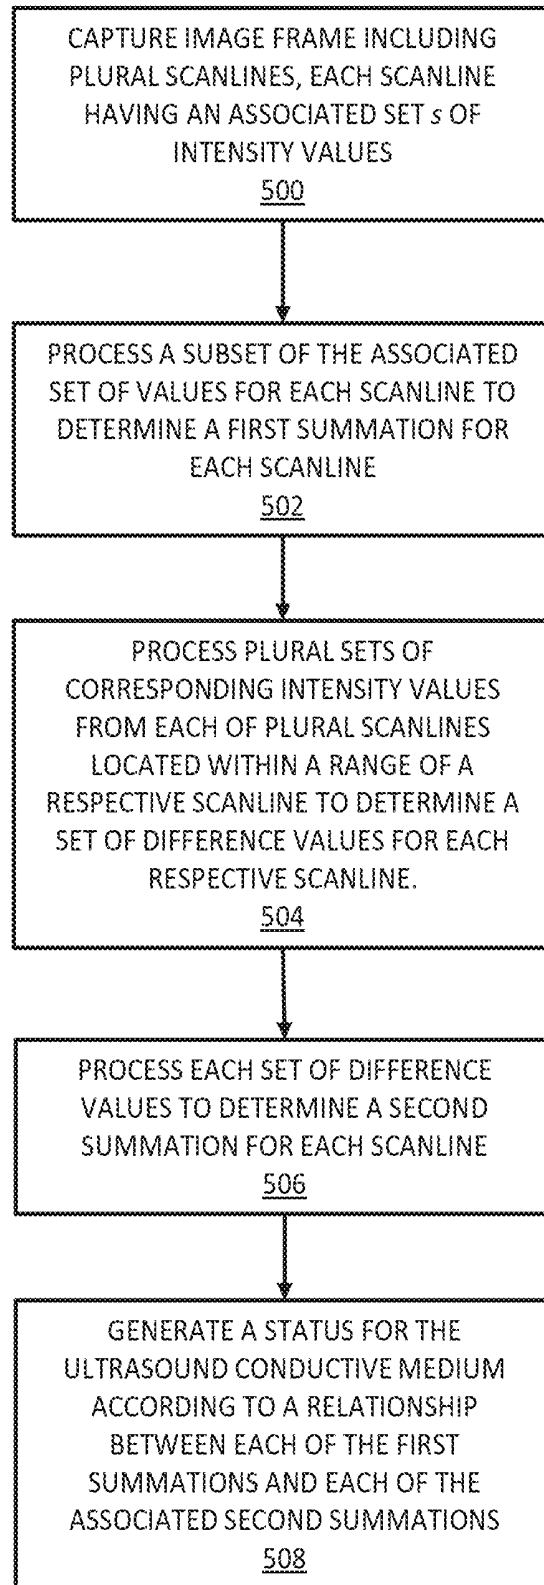 CAPTURE IMAGE FRAME INCLUDING
PLURAL SCANLINES, EACH SCANLINE
HAVING AN ASSOCIATED SET s OF
INTENSITY VALUES
500
PROCESS A SUBSET OF THE ASSOCIATED
SET OF VALUES FOR EACH SCANLINE TO
DETERMINE A FIRST SUMMATION FOR
EACH SCANLINE
502
PROCESS PLURAL SETS OF
CORRESPONDING INTENSITY VALUES
FROM EACH OF PLURAL SCANLINES
LOCATED WITHIN A RANGE OF A
RESPECTIVE SCANLINE TO DETERMINE A
SET OF DIFFERENCE VALUES FOR EACH
RESPECTIVE SCANLINE.
504
PROCESS EACH SET OF DIFFERENCE
VALUES TO DETERMINE A SECOND
SUMMATION FOR EACH SCANLINE
506
GENERATE A STATUS FOR THE
ULTRASOUND CONDUCTIVE MEDIUM
ACCORDING TO A RELATIONSHIP
BETWEEN EACH OF THE FIRST
SUMMATIONS AND EACH OF THE
ASSOCIATED SECOND SUMMATIONS
508